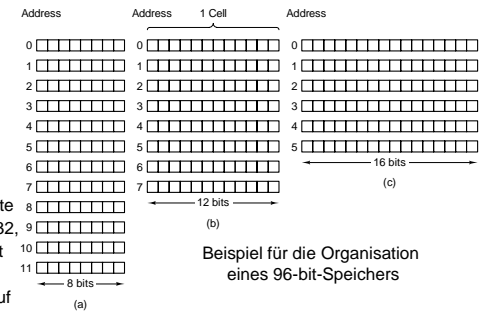 Address
0
1
2
3
4
5
6
7
8
9
10
11
8 bits
(a)
Address 1 Cell
0
1
2
3
4
5
6
7
12 bits
(b)
Address
0
1
2
3
4
5
16 bits
(c)
Beispiel für die Organisation
eines 96-bit-Speichers